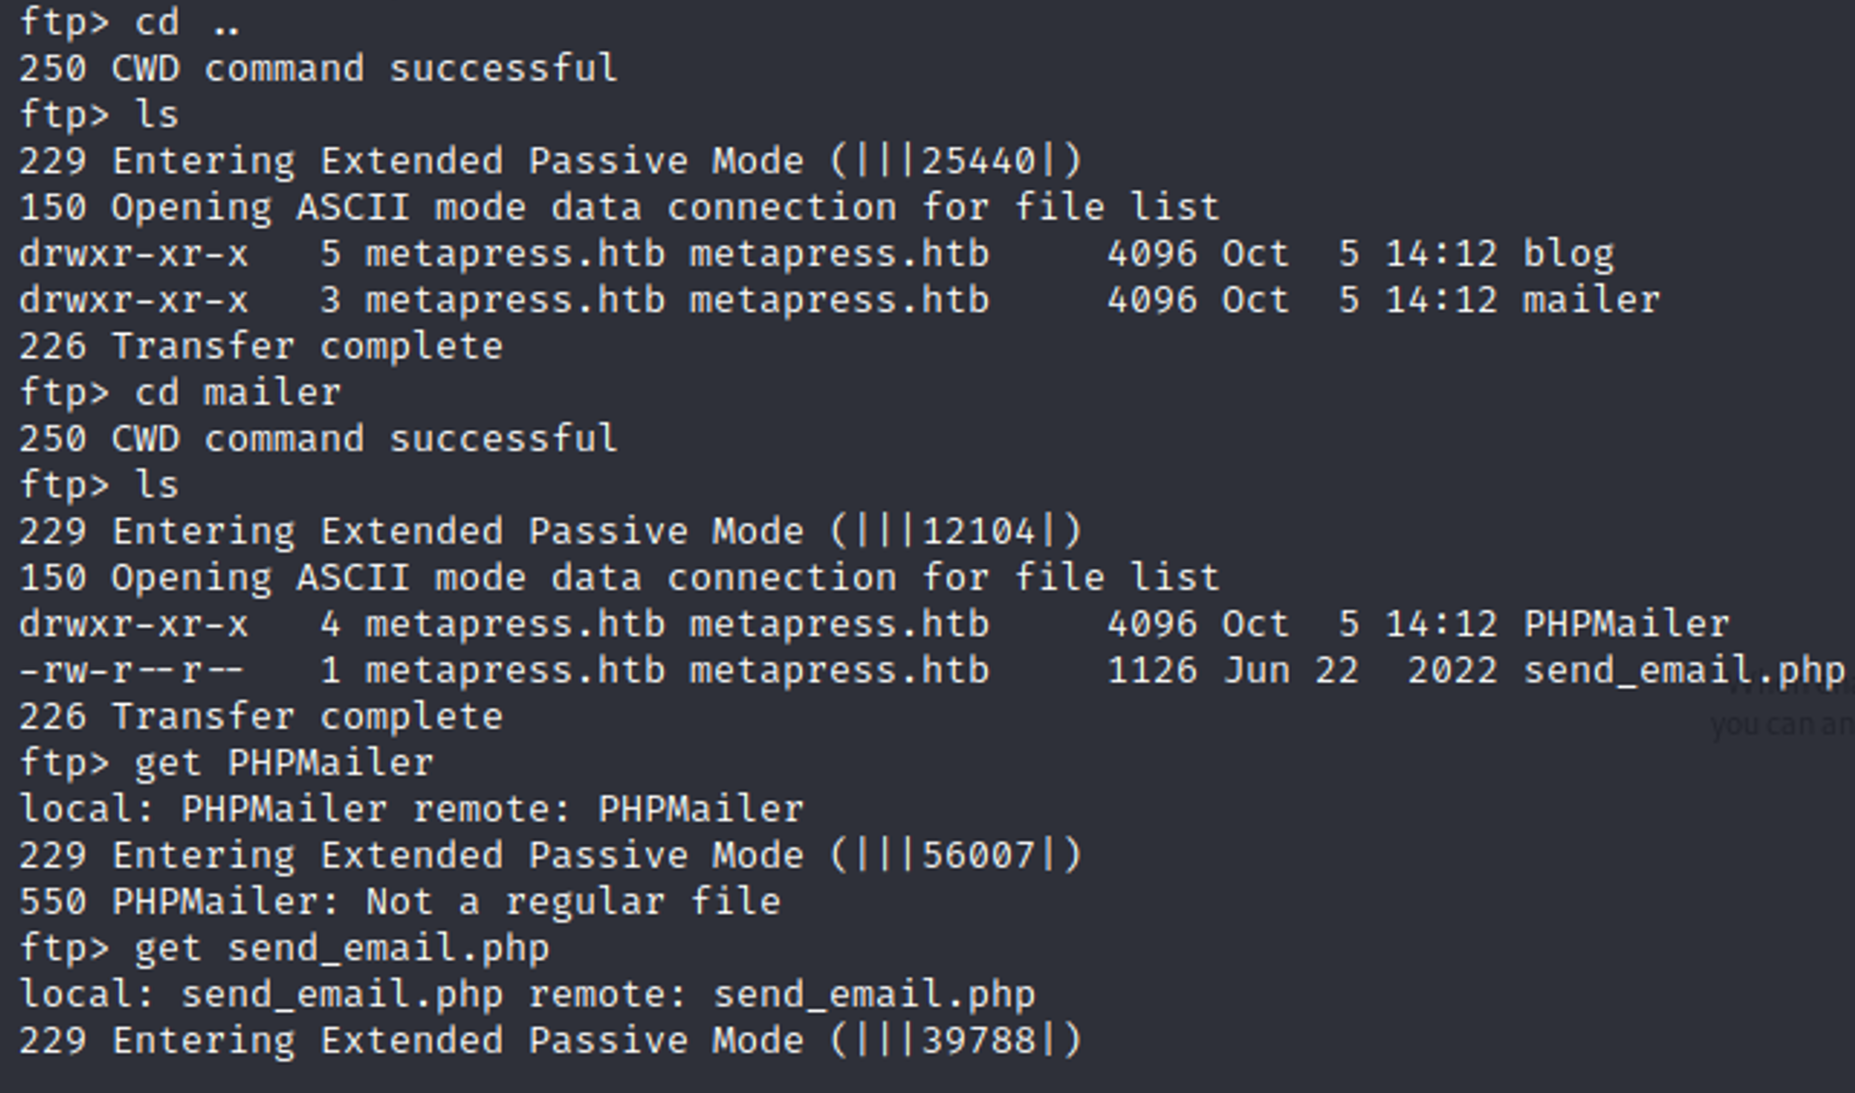 ftp> cd ..
250 CWD command successful
ftp> ls
229 Entering Extended Passive Mode (|||25440|)
150 Opening ASCII mode data connection for file list
drwxr-xr-x   5 metapress.htb metapress.htb     4096 Oct  5 14:12 blog
drwxr-xr-x   3 metapress.htb metapress.htb     4096 Oct  5 14:12 mailer
226 Transfer complete
ftp> cd mailer
250 CWD command successful
ftp> ls
229 Entering Extended Passive Mode (|||12104|)
150 Opening ASCII mode data connection for file list
drwxr-xr-x   4 metapress.htb metapress.htb     4096 Oct  5 14:12 PHPMailer
-rw-r--r--   1 metapress.htb metapress.htb     1126 Jun 22  2022 send_email.php
226 Transfer complete
you can
ftp> get PHPMailer
local: PHPMailer remote: PHPMailer
229 Entering Extended Passive Mode (|||56007|)
550 PHPMailer: Not a regular file
ftp> get send_email.php
local: send_email.php remote: send_email.php
229 Entering Extended Passive Mode (|||39788|)